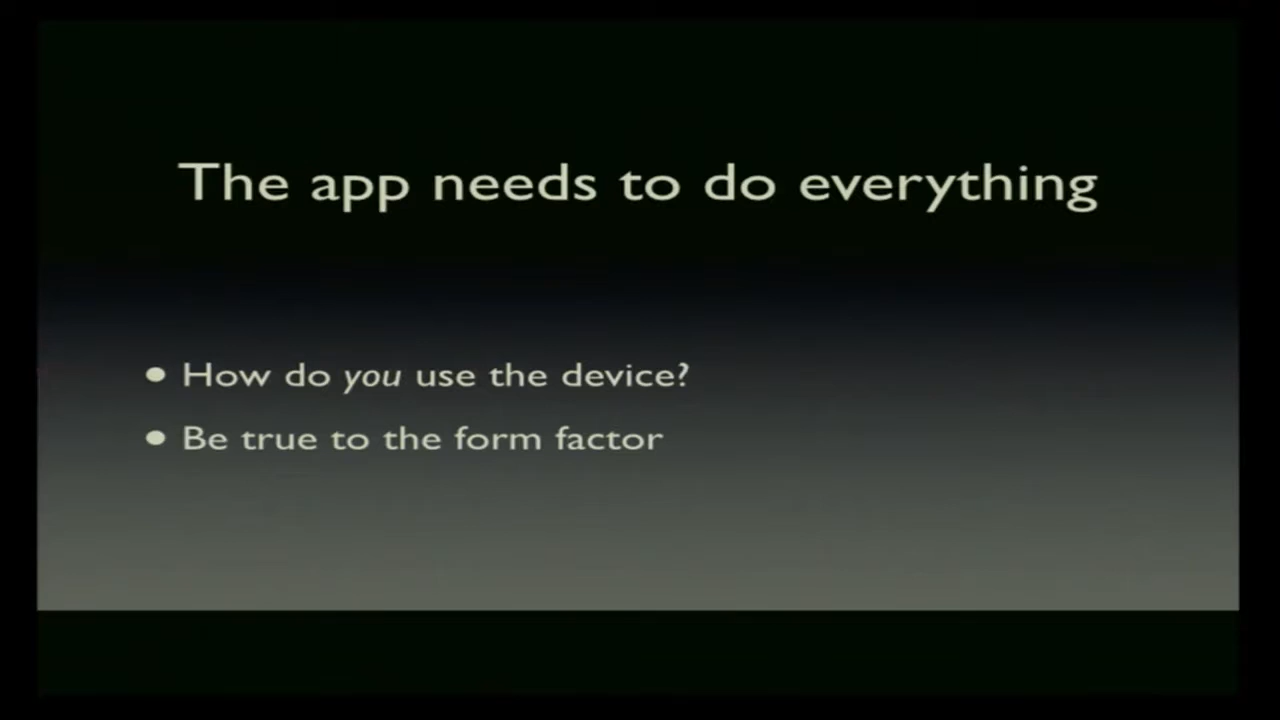 The app needs to do everything
• How do you use the device?
• Be true to the form factor